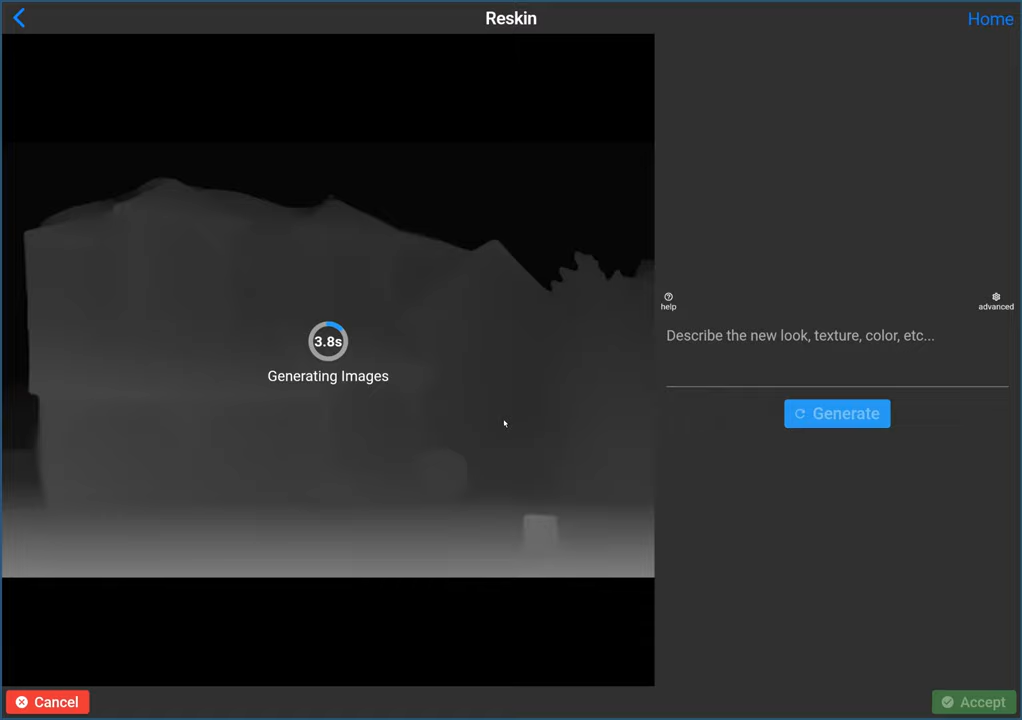 Reskin
Home
3.8s
Generating Images
help
advanced
Describe the new look, texture, color, etc...
Generate
Cancel
Accept